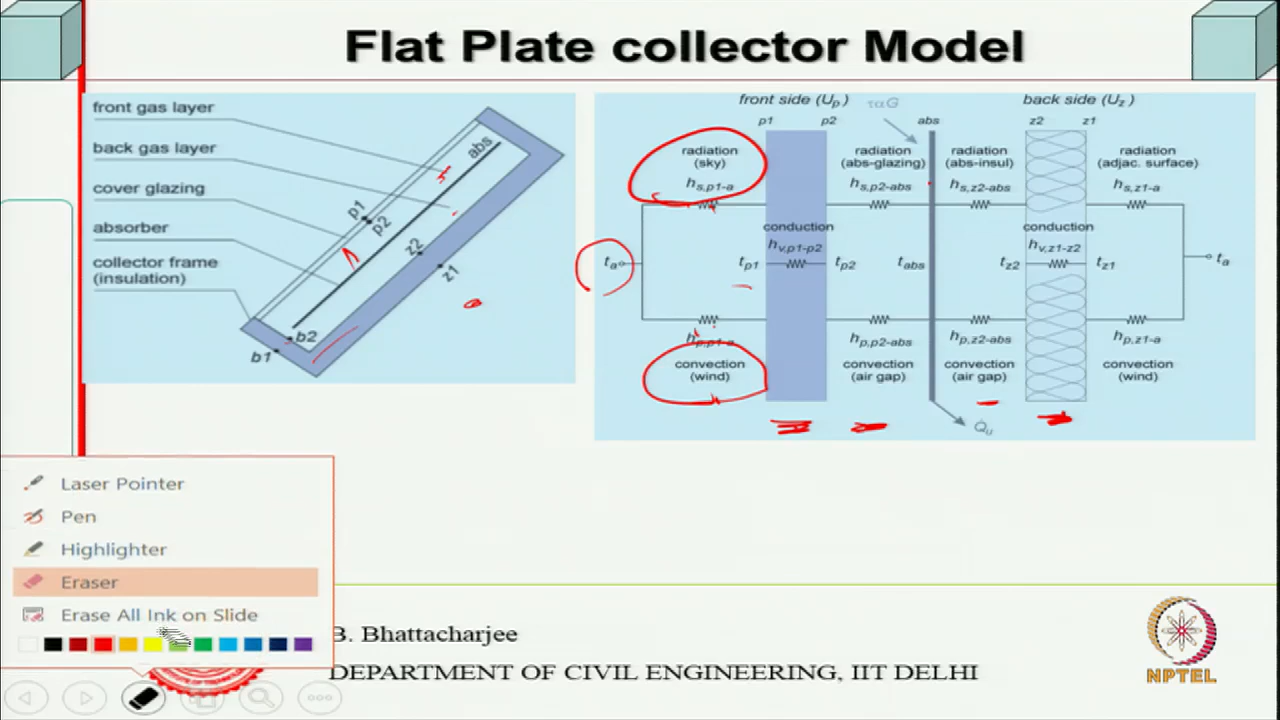 Flat Plate collector Model
front gas layer
back gas layer
cover glazing
absorber
collector frame
(insulation)
abs
p1
p2
z2
z1
b2
b1
front side (Up)
ταG
back side (Uz)
p1
p2
abs
z2
z1
radiation
(sky)
hs,p1-a
radiation
(abs-glazing)
hs,p2-abs
radiation
(abs-insul)
hs,z2-abs
radiation
(adjac. surface)
hs,z1-a
conduction
hv,p1-p2
conduction
hv,z1-z2
ta
tp1
tp2
tabs
tz2
tz1
ta
hp,p1-a
convection
(wind)
hp,p2-abs
convection
(air gap)
hp,z2-abs
convection
(air gap)
hp,z1-a
convection
(wind)
Q̇u
Laser Pointer
Pen
Highlighter
Eraser
Erase All Ink on Slide
B. Bhattacharjee
DEPARTMENT OF CIVIL ENGINEERING, IIT DELHI
NPTEL